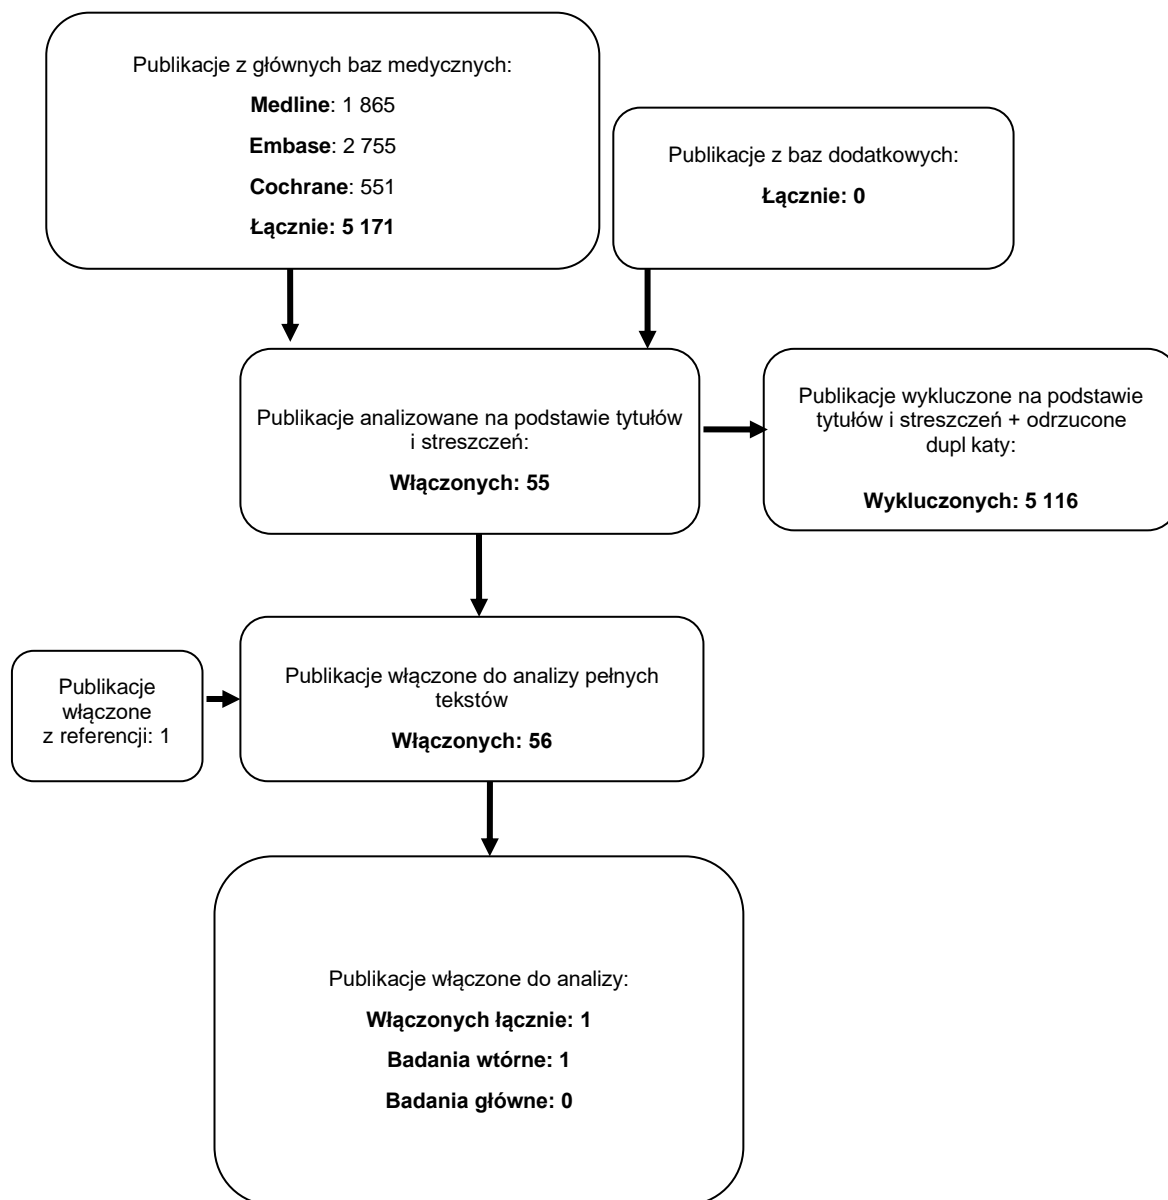 Publikacje z głównych baz medycznych:
Medline: 1 865
Embase: 2 755
Cochrane: 551
Łącznie: 5 171
Publikacje z baz dodatkowych:
Łącznie: 0
Publikacje analizowane na podstawie tytułów
i streszczeń:
Włączonych: 55
Publikacje wykluczone na podstawie
tytułów i streszczeń + odrzucone
dupl katy:
Wykluczonych: 5 116
Publikacje
włączone
z referencji: 1
Publikacje włączone do analizy pełnych
tekstów
Włączonych: 56
Publikacje włączone do analizy:
Włączonych łącznie: 1
Badania wtórne: 1
Badania główne: 0